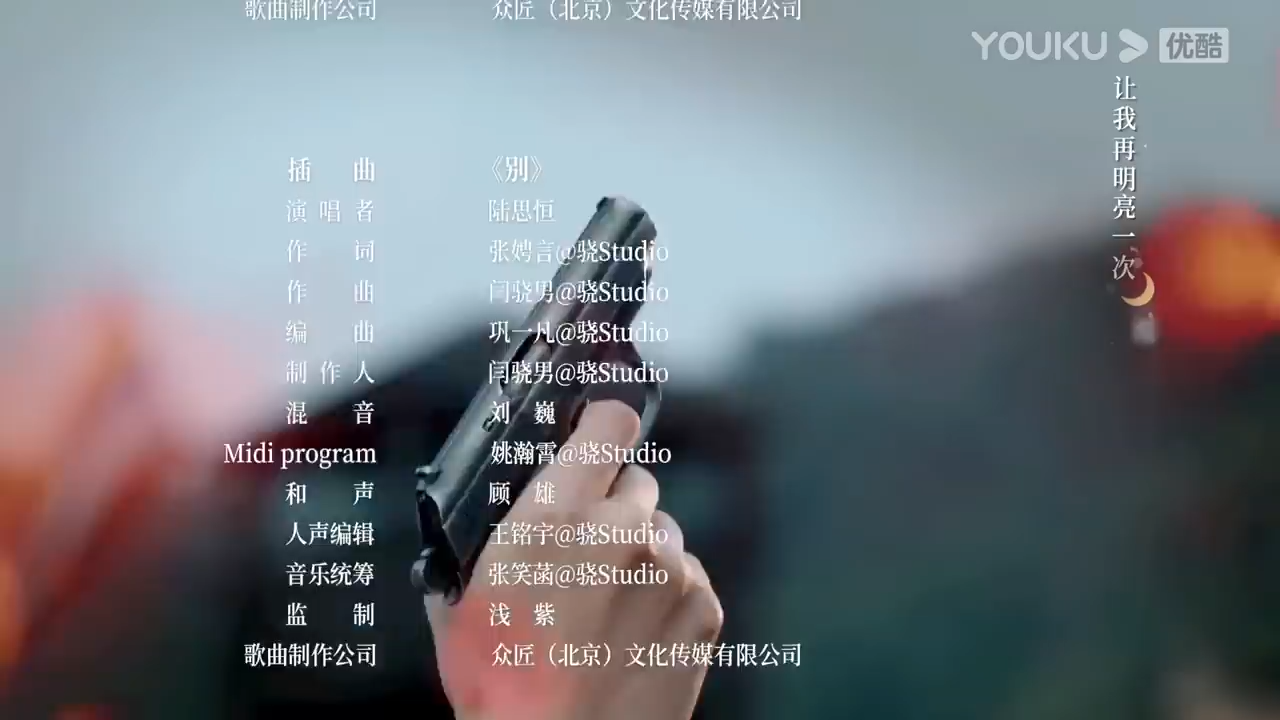 歌曲制作公司 众匠（北京）文化传媒有限公司
YOUKU 优酷
让我再明亮一次
插曲 《别》
演唱者 陆思恒
作词 张娉言@骁Studio
作曲 闫骁男@骁Studio
编曲 巩一凡@骁Studio
制作人 闫骁男@骁Studio
混音 刘巍
Midi program 姚瀚霄@骁Studio
和声 顾雄
人声编辑 王铭宇@骁Studio
音乐统筹 张笑菡@骁Studio
监制 浅紫
歌曲制作公司 众匠（北京）文化传媒有限公司